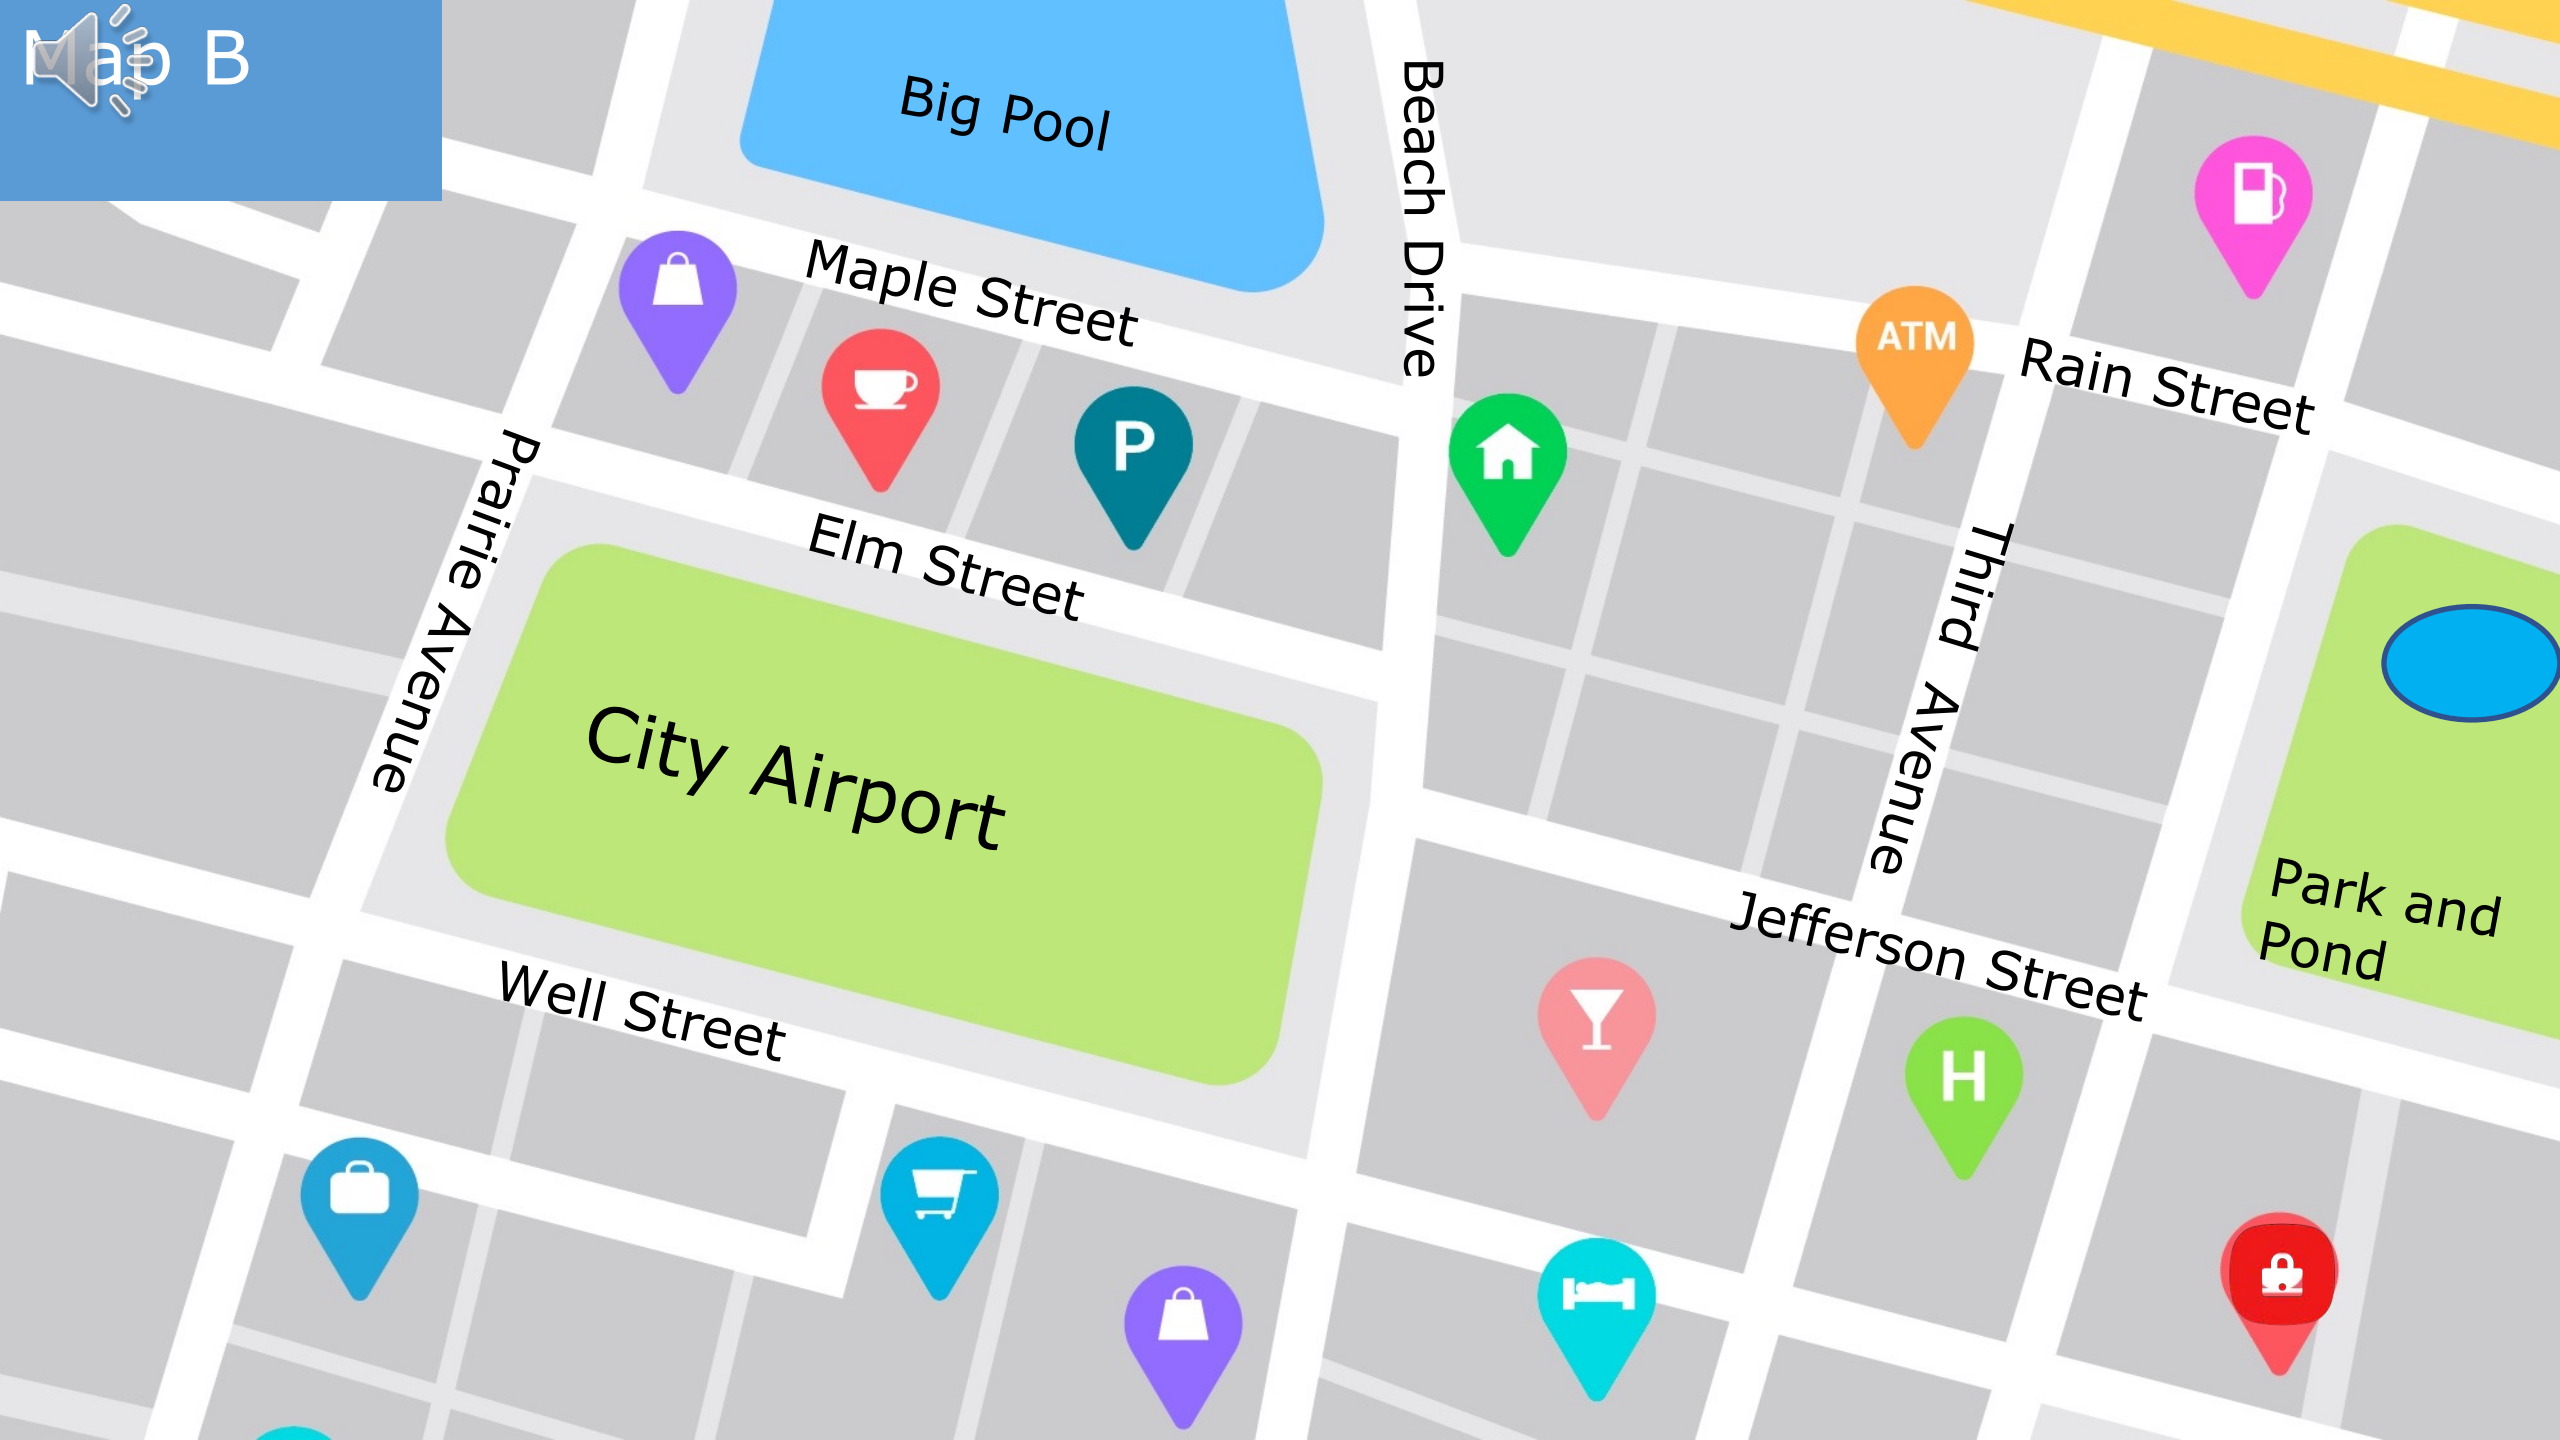 Map B
Big Pool
Beach Drive
Maple Street
ATM
Rain Street
P
Prairie Avenue
Elm Street
Third Avenue
City Airport
Park and
Pond
Jefferson Street
Well Street
H